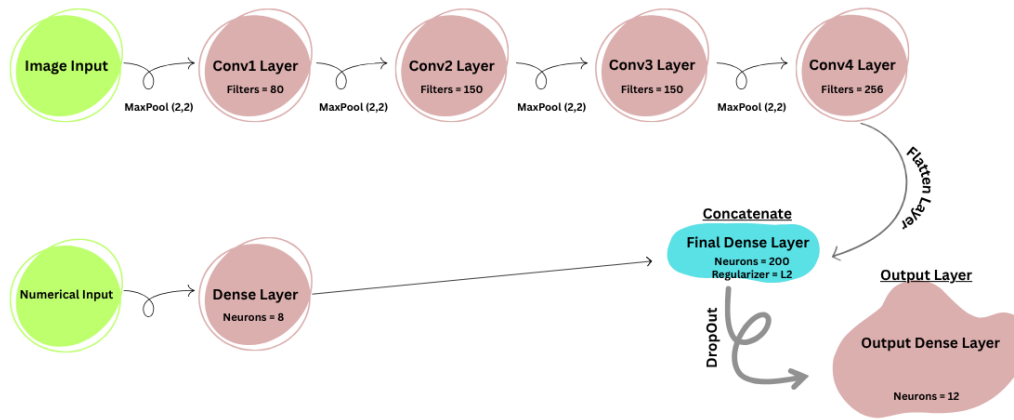 Image Input
MaxPool (2,2)
Conv1 Layer
Filters = 80
MaxPool (2,2)
Conv2 Layer
Filters = 150
MaxPool (2,2)
Conv3 Layer
Filters = 150
MaxPool (2,2)
Conv4 Layer
Filters = 256
Flatten Layer
Numerical Input
Dense Layer
Neurons = 8
Concatenate
Final Dense Layer
Neurons = 200
Regularizer = L2
DropOut
Output Layer
Output Dense Layer
Neurons = 12